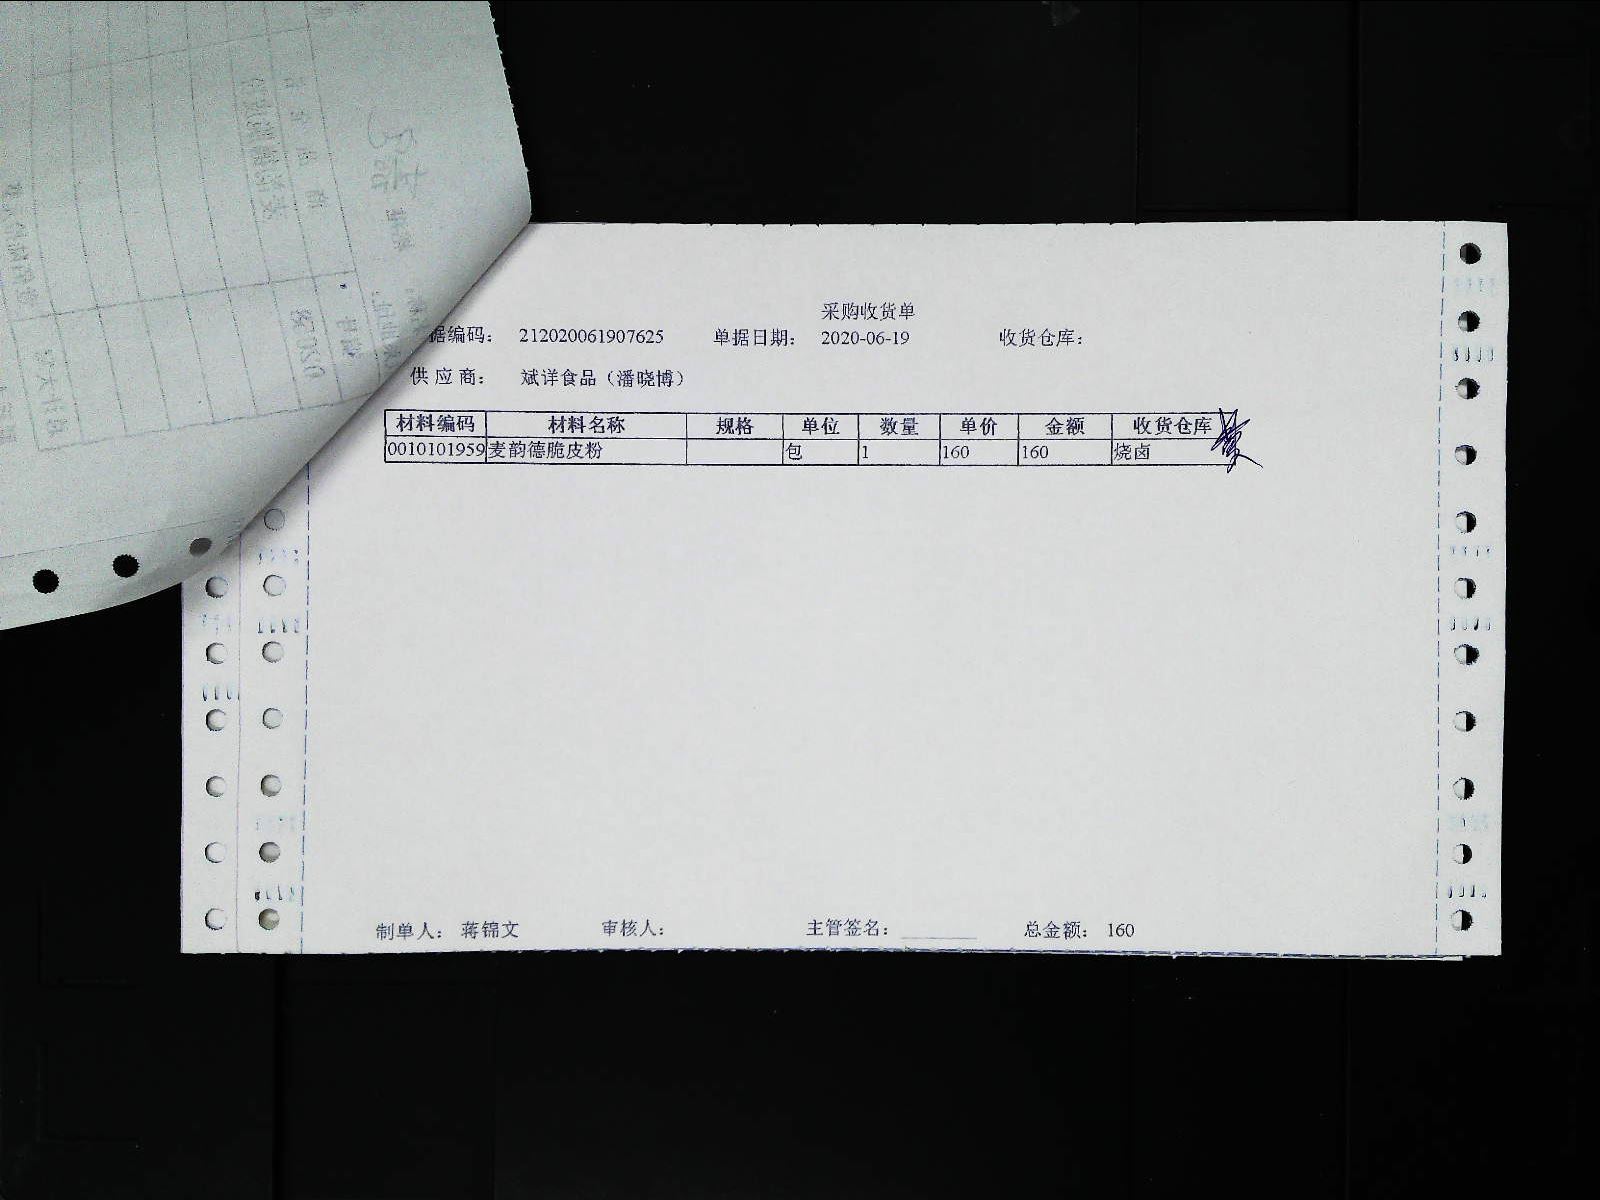 采购收货单
据编码: 212020061907625 单据日期: 2020-06-19 收货仓库:
供应商: 斌详食品（潘晓博）
材料编码 材料名称 规格 单位 数量 单价 金额 收货仓库
0010101959 麦韵德脆皮粉 包 1 160 160 烧卤
制单人: 蒋锦文 审核人: 主管签名: 总金额: 160